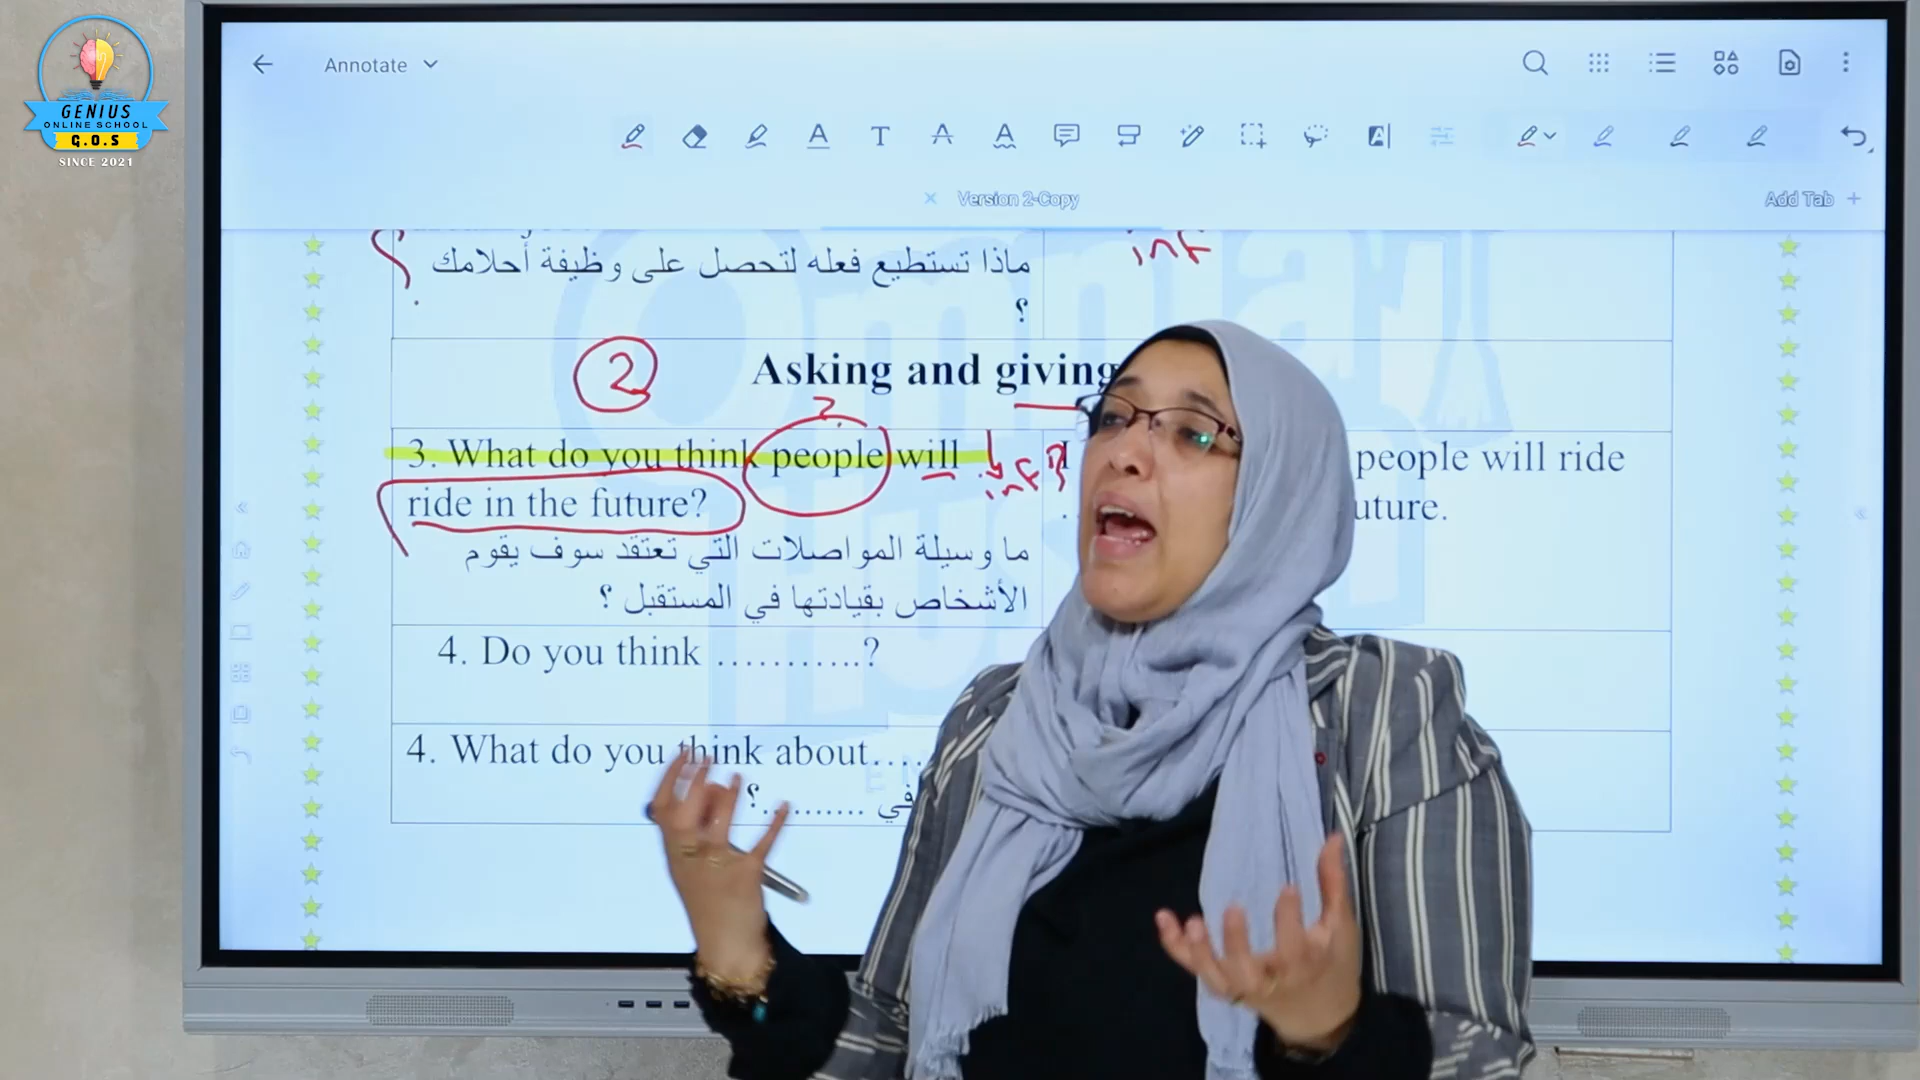 GENIUS
ONLINE SCHOOL
G.O.S
SINCE 2021
Annotate
Version 2-Copy
Add Tab +
ماذا تستطيع فعله لتحصل على وظيفة أحلامك
؟
inf
2
Asking and giving
3. What do you think people will
ride in the future?
inf
people will ride
uture.
ما وسيلة المواصلات التي تعتقد سوف يقوم
الأشخاص بقيادتها في المستقبل ؟
4. Do you think ...........?
4. What do you think about....
في ..........؟